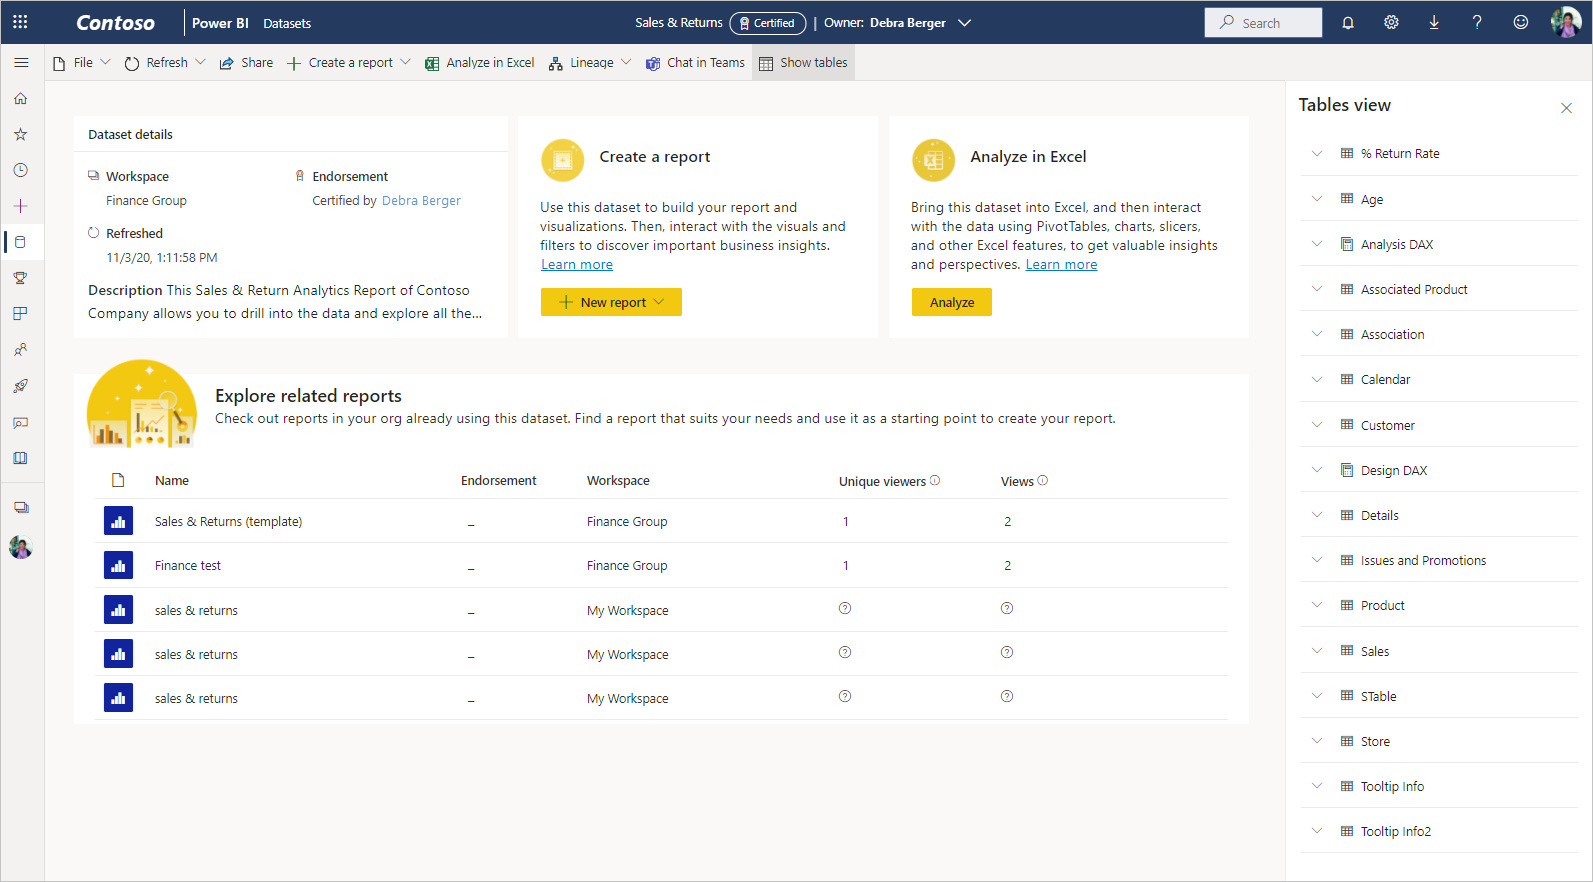 Contoso Power BI Datasets Sales & Returns Certified | Owner: Debra Berger Search
File Refresh Share Create a report Analyze in Excel Lineage Chat in Teams Show tables
Dataset details
Workspace
Finance Group
Endorsement
Certified by Debra Berger
Refreshed
11/3/20, 1:11:58 PM
Description This Sales & Return Analytics Report of Contoso
Company allows you to drill into the data and explore all the...
Create a report
Use this dataset to build your report and
visualizations. Then, interact with the visuals and
filters to discover important business insights.
Learn more
New report
Analyze in Excel
Bring this dataset into Excel, and then interact
with the data using PivotTables, charts, slicers,
and other Excel features, to get valuable insights
and perspectives. Learn more
Analyze
Explore related reports
Check out reports in your org already using this dataset. Find a report that suits your needs and use it as a starting point to create your report.
Name Endorsement Workspace Unique viewers Views
Sales & Returns (template) – Finance Group 1 2
Finance test – Finance Group 1 2
sales & returns – My Workspace
sales & returns – My Workspace
sales & returns – My Workspace
Tables view
% Return Rate
Age
Analysis DAX
Associated Product
Association
Calendar
Customer
Design DAX
Details
Issues and Promotions
Product
Sales
STable
Store
Tooltip Info
Tooltip Info2